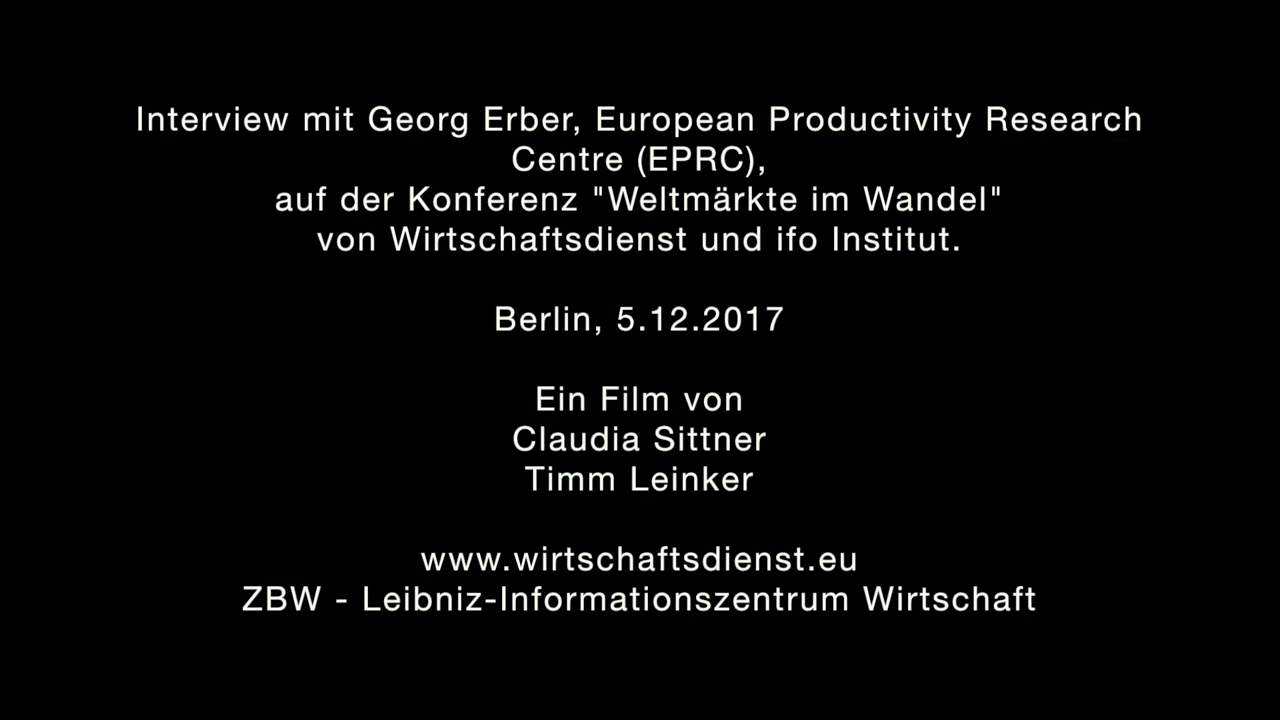 Interview mit Georg Erber, European Productivity Research
Centre (EPRC),
auf der Konferenz "Weltmärkte im Wandel"
von Wirtschaftsdienst und ifo Institut.
Berlin, 5.12.2017
Ein Film von
Claudia Sittner
Timm Leinker
www.wirtschaftsdienst.eu
ZBW - Leibniz-Informationszentrum Wirtschaft